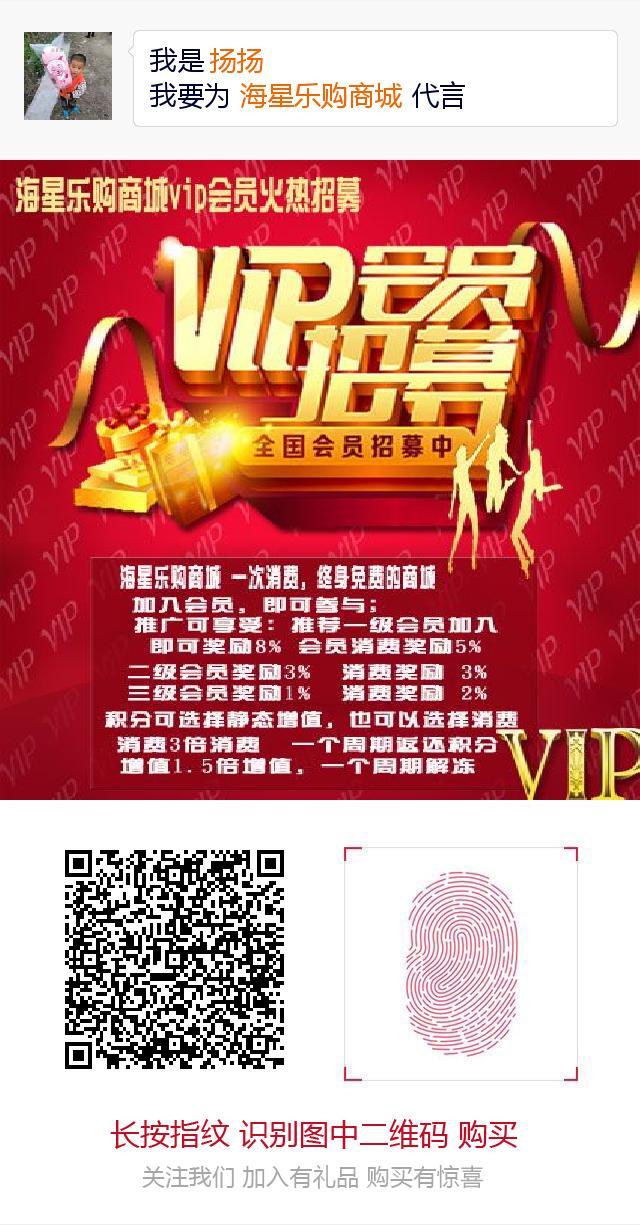 我是 扬扬
我要为 海星乐购商城 代言
海星乐购商城vip会员火热招募
VIP会员
招募
全国会员招募中
海星乐购商城 一次消费，终身免费的商城
加入会员，即可参与；
推广可享受：推荐一级会员加入
即可奖励8% 会员消费奖励5%
二级会员奖励3% 消费奖励 3%
三级会员奖励1% 消费奖励 2%
积分可选择静态增值，也可以选择消费
消费3倍消费 一个周期返还积分
增值1.5倍增值，一个周期解冻
VIP
长按指纹 识别图中二维码 购买
关注我们 加入有礼品 购买有惊喜